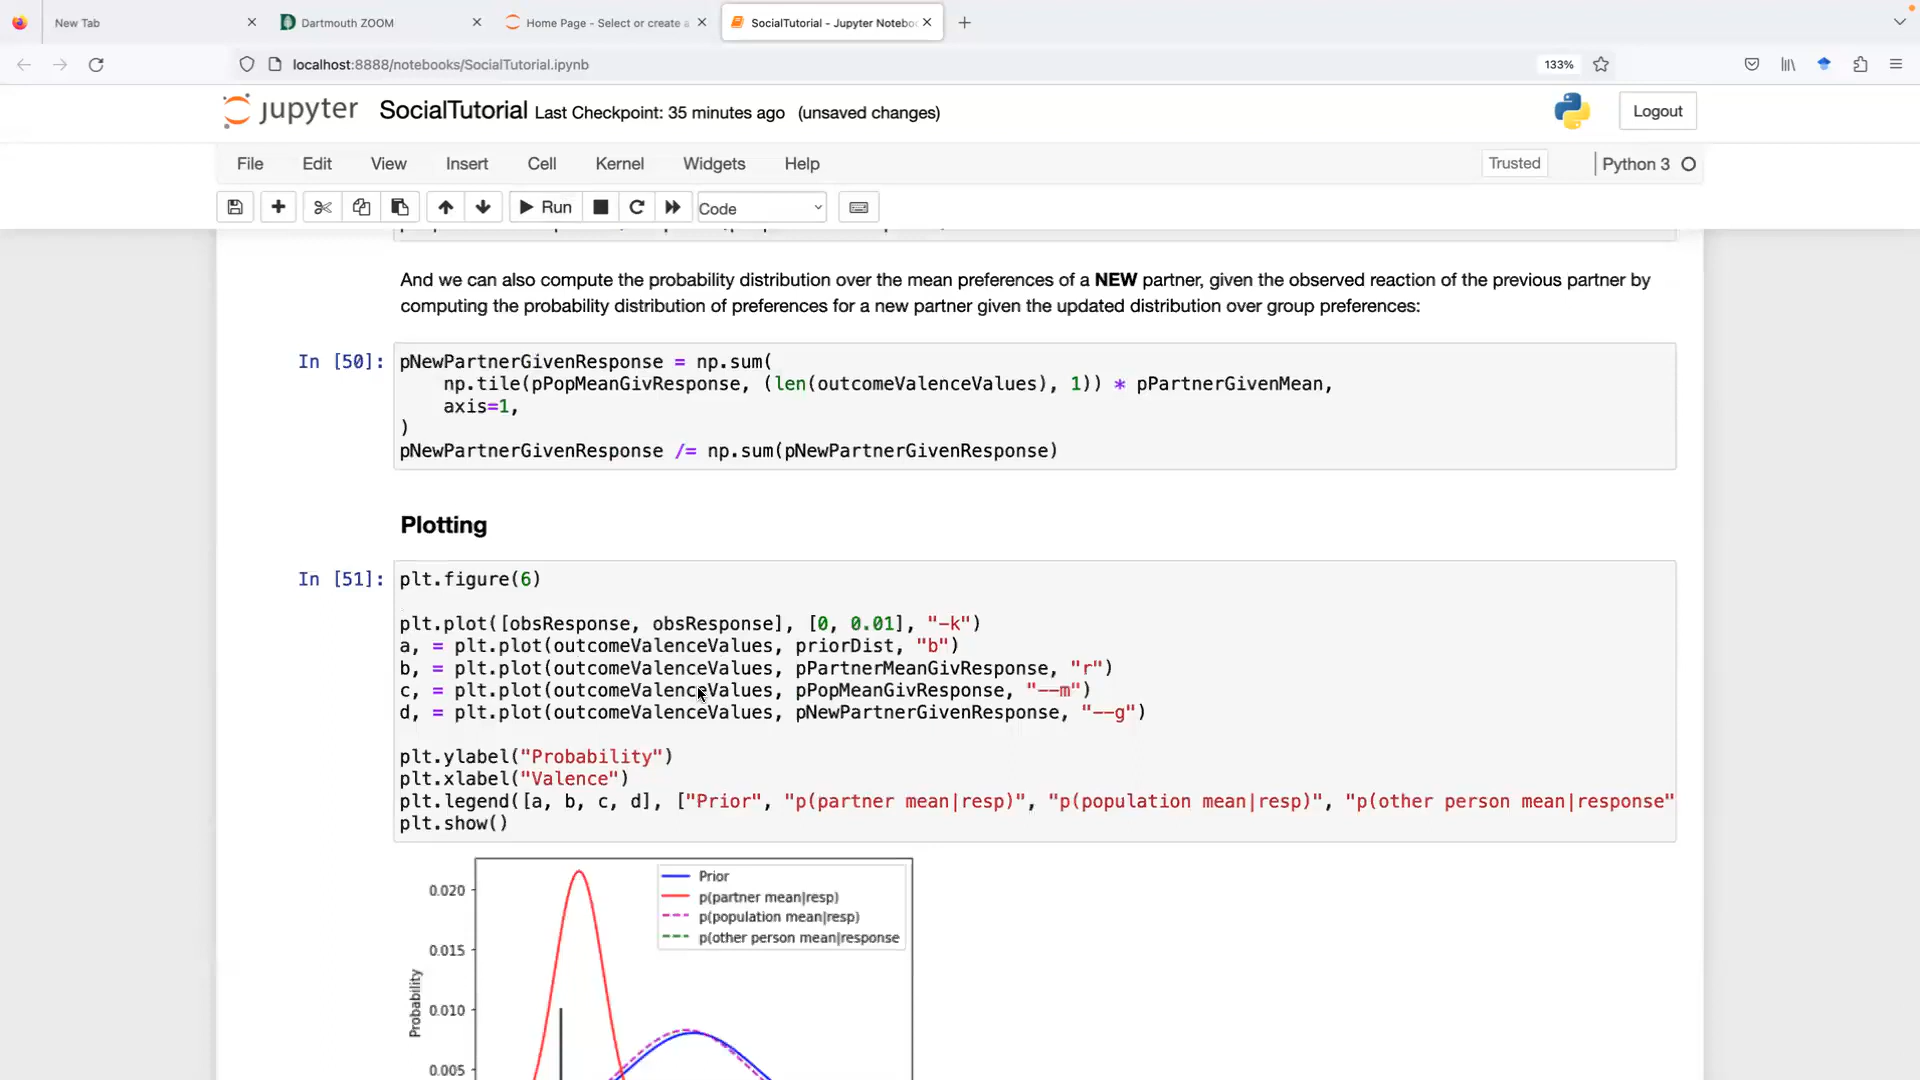 New Tab
Dartmouth ZOOM
Home Page - Select or create a
SocialTutorial - Jupyter Notebo
localhost:8888/notebooks/SocialTutorial.ipynb
133%
jupyter SocialTutorial Last Checkpoint: 35 minutes ago (unsaved changes)
Logout
File Edit View Insert Cell Kernel Widgets Help
Trusted
Python 3
Run
Code
And we can also compute the probability distribution over the mean preferences of a NEW partner, given the observed reaction of the previous partner by
computing the probability distribution of preferences for a new partner given the updated distribution over group preferences:
In [50]: pNewPartnerGivenResponse = np.sum(
np.tile(pPopMeanGivResponse, (len(outcomeValenceValues), 1)) * pPartnerGivenMean,
axis=1,
)
pNewPartnerGivenResponse /= np.sum(pNewPartnerGivenResponse)
Plotting
In [51]: plt.figure(6)
plt.plot([obsResponse, obsResponse], [0, 0.01], "-k")
a, = plt.plot(outcomeValenceValues, priorDist, "b")
b, = plt.plot(outcomeValenceValues, pPartnerMeanGivResponse, "r")
c, = plt.plot(outcomeValenceValues, pPopMeanGivResponse, "--m")
d, = plt.plot(outcomeValenceValues, pNewPartnerGivenResponse, "--g")
plt.ylabel("Probability")
plt.xlabel("Valence")
plt.legend([a, b, c, d], ["Prior", "p(partner mean|resp)", "p(population mean|resp)", "p(other person mean|response"
plt.show()
Prior
p(partner mean|resp)
p(population mean|resp)
p(other person mean|response
0.020
0.015
0.010
0.005
Probability